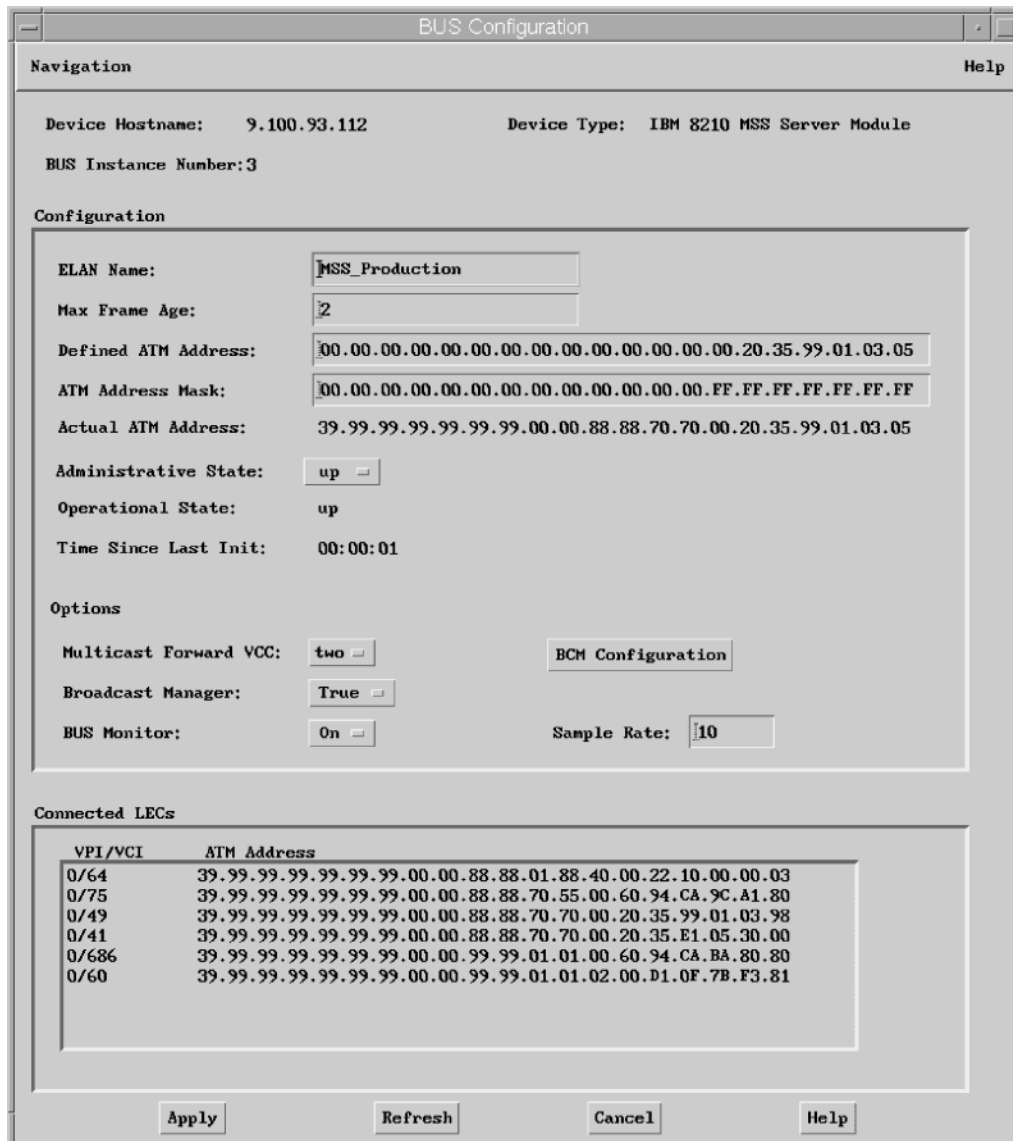 BUS Configuration
Navigation Help
Device Hostname: 9.100.93.112 Device Type: IBM 8210 MSS Server Module
BUS Instance Number:3
Configuration
ELAN Name: MSS_Production
Max Frame Age: 2
Defined ATM Address: 00.00.00.00.00.00.00.00.00.00.00.00.00.00.20.35.99.01.03.05
ATM Address Mask: 00.00.00.00.00.00.00.00.00.00.00.00.00.FF.FF.FF.FF.FF.FF.FF
Actual ATM Address: 39.99.99.99.99.99.99.00.00.88.88.70.70.00.20.35.99.01.03.05
Administrative State: up
Operational State: up
Time Since Last Init: 00:00:01
Options
Multicast Forward VCC: two BCM Configuration
Broadcast Manager: True
BUS Monitor: On Sample Rate: 10
Connected LECs
VPI/VCI ATM Address
0/64 39.99.99.99.99.99.99.00.00.88.88.01.88.40.00.22.10.00.00.03
0/75 39.99.99.99.99.99.99.00.00.88.88.70.55.00.60.94.CA.9C.A1.80
0/49 39.99.99.99.99.99.99.00.00.88.88.70.70.00.20.35.99.01.03.98
0/41 39.99.99.99.99.99.99.00.00.88.88.70.70.00.20.35.E1.05.30.00
0/686 39.99.99.99.99.99.99.00.00.99.99.01.01.00.60.94.CA.BA.80.80
0/60 39.99.99.99.99.99.99.00.00.99.99.01.01.02.00.D1.0F.7B.F3.81
Apply Refresh Cancel Help